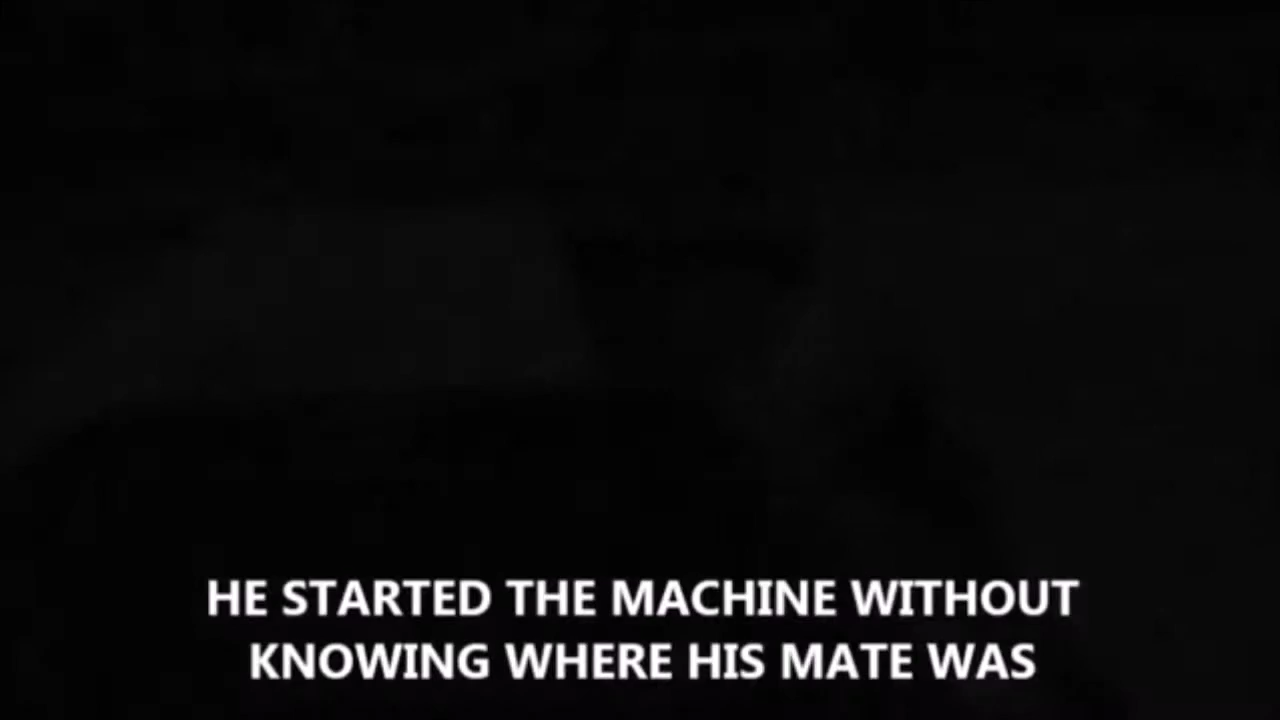 HE STARTED THE MACHINE WITHOUT
KNOWING WHERE HIS MATE WAS